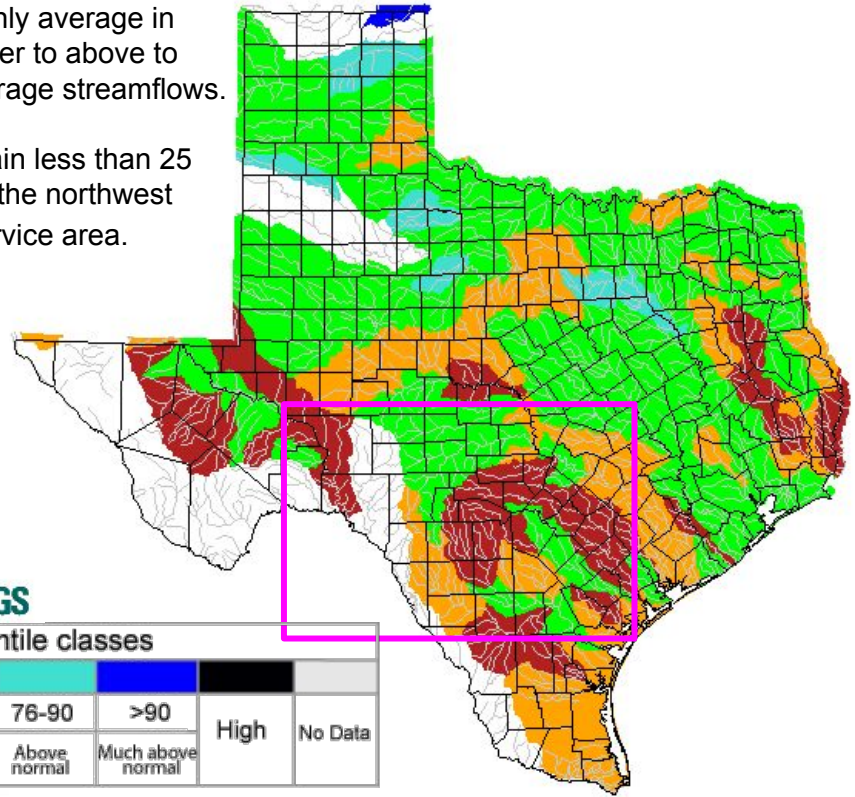 nly average in
er to above to
rage streamflows.
ain less than 25
the northwest
rvice area.
GS
ntile classes
76-90 >90 High No Data
Above normal Much above normal